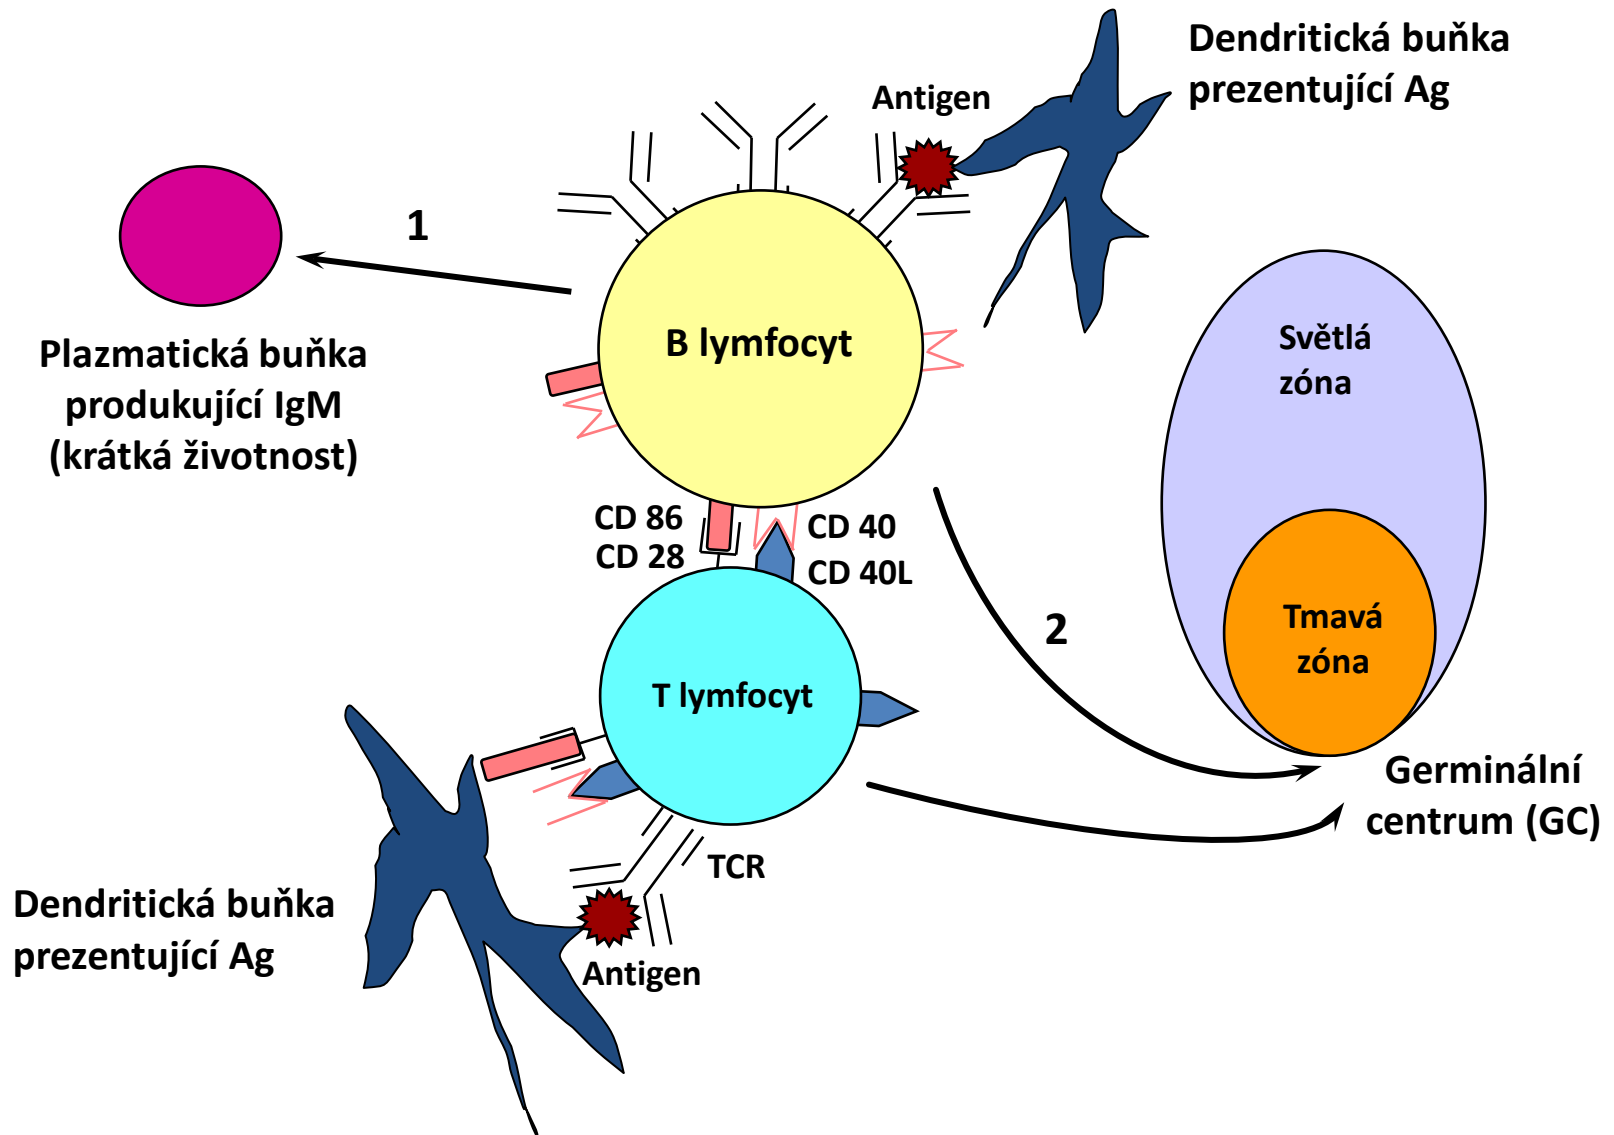 Dendritická buňka
prezentující Ag
Antigen
1
B lymfocyt
Plazmatická buňka
produkující IgM
(krátká životnost)
Světlá
zóna
CD 86
CD 28
CD 40
CD 40L
2
Tmavá
zóna
T lymfocyt
Germinální
centrum (GC)
TCR
Dendritická buňka
prezentující Ag
Antigen